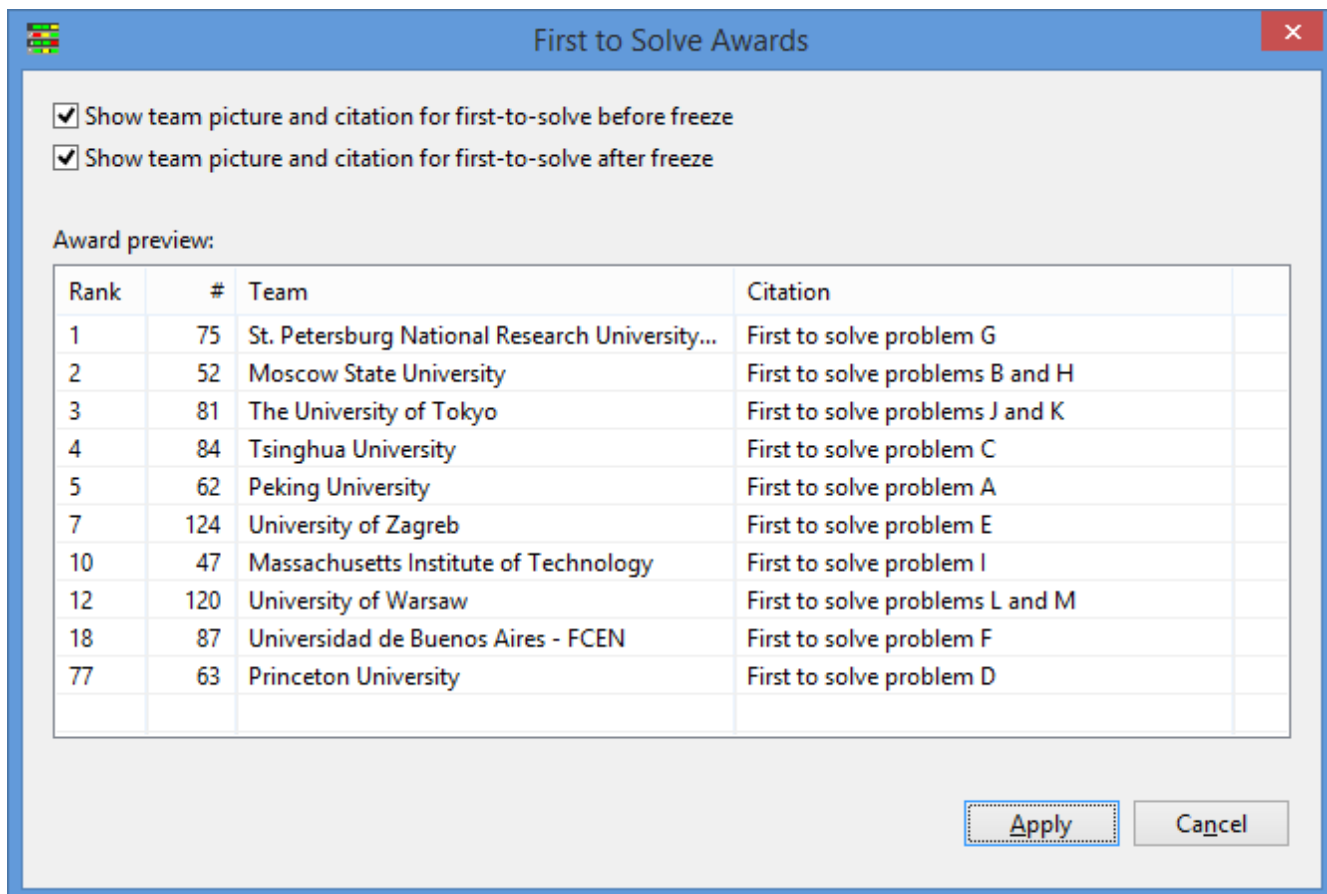 First to Solve Awards
Show team picture and citation for first-to-solve before freeze
Show team picture and citation for first-to-solve after freeze
Award preview:
Rank # Team Citation
1 75 St. Petersburg National Research University... First to solve problem G
2 52 Moscow State University First to solve problems B and H
3 81 The University of Tokyo First to solve problems J and K
4 84 Tsinghua University First to solve problem C
5 62 Peking University First to solve problem A
7 124 University of Zagreb First to solve problem E
10 47 Massachusetts Institute of Technology First to solve problem I
12 120 University of Warsaw First to solve problems L and M
18 87 Universidad de Buenos Aires - FCEN First to solve problem F
77 63 Princeton University First to solve problem D
Apply Cancel